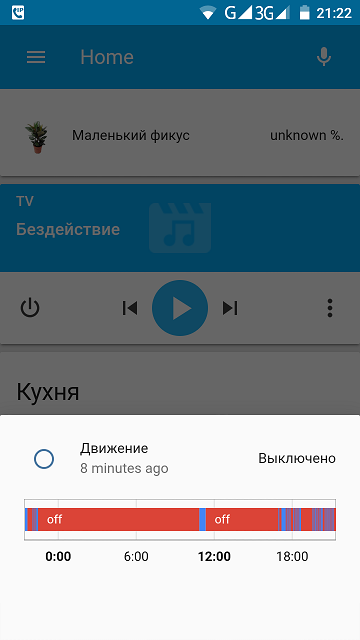 G 3G 21:22
Home
Маленький фикус unknown %.
TV
Бездействие
Кухня
Движение
8 minutes ago
Выключено
off off
0:00 6:00 12:00 18:00